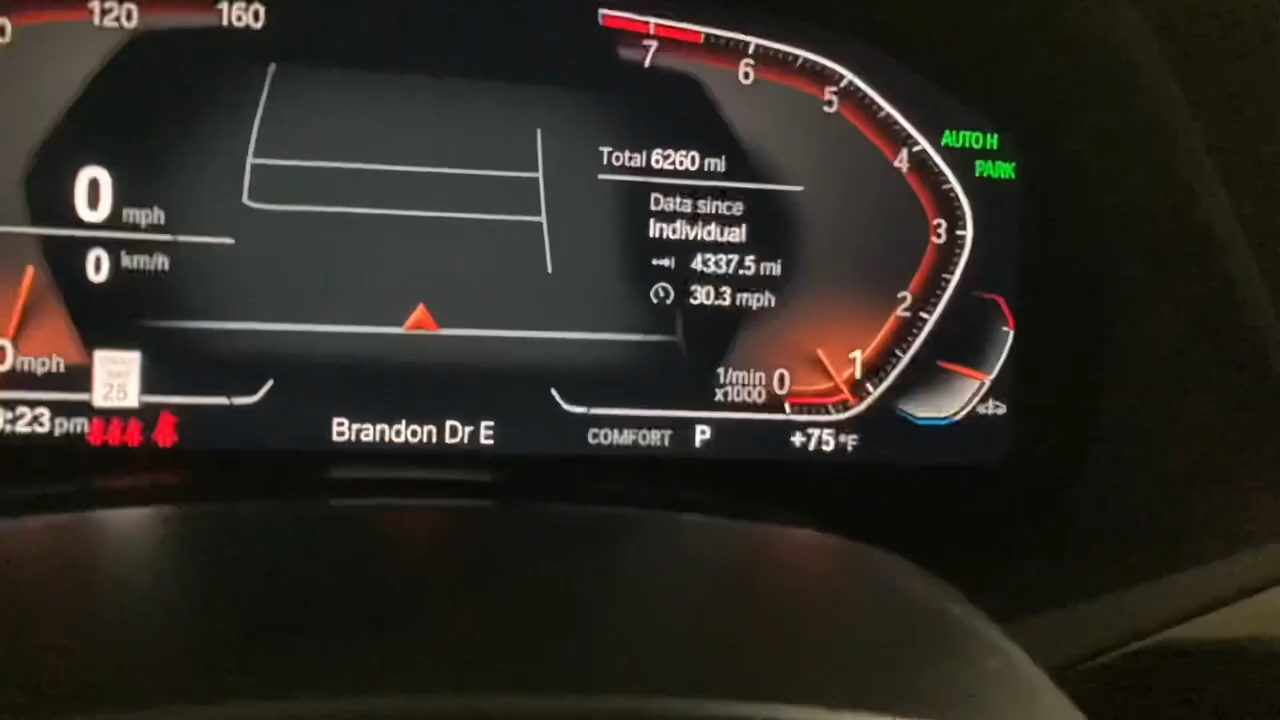 120 160
7
6
5
4
3
2
1
0
1/min
x1000
AUTO H
PARK
Total 6260 mi
Data since
Individual
4337.5 mi
30.3 mph
0 mph
0 km/h
mph
25
:23 pm
Brandon Dr E
COMFORT P
+75 °F